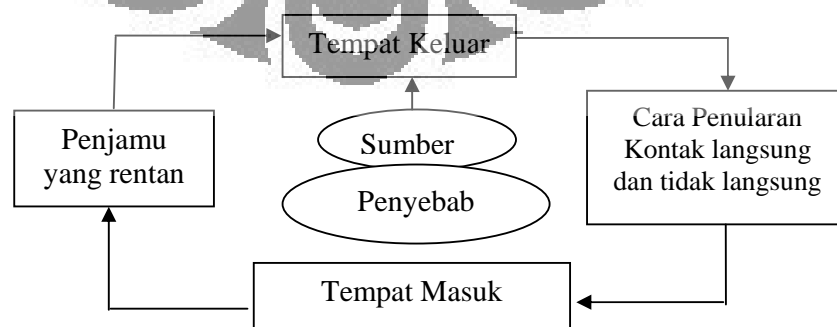 Tempat Keluar
Penjamu
yang rentan
Sumber
Penyebab
Cara Penularan
Kontak langsung
dan tidak langsung
Tempat Masuk